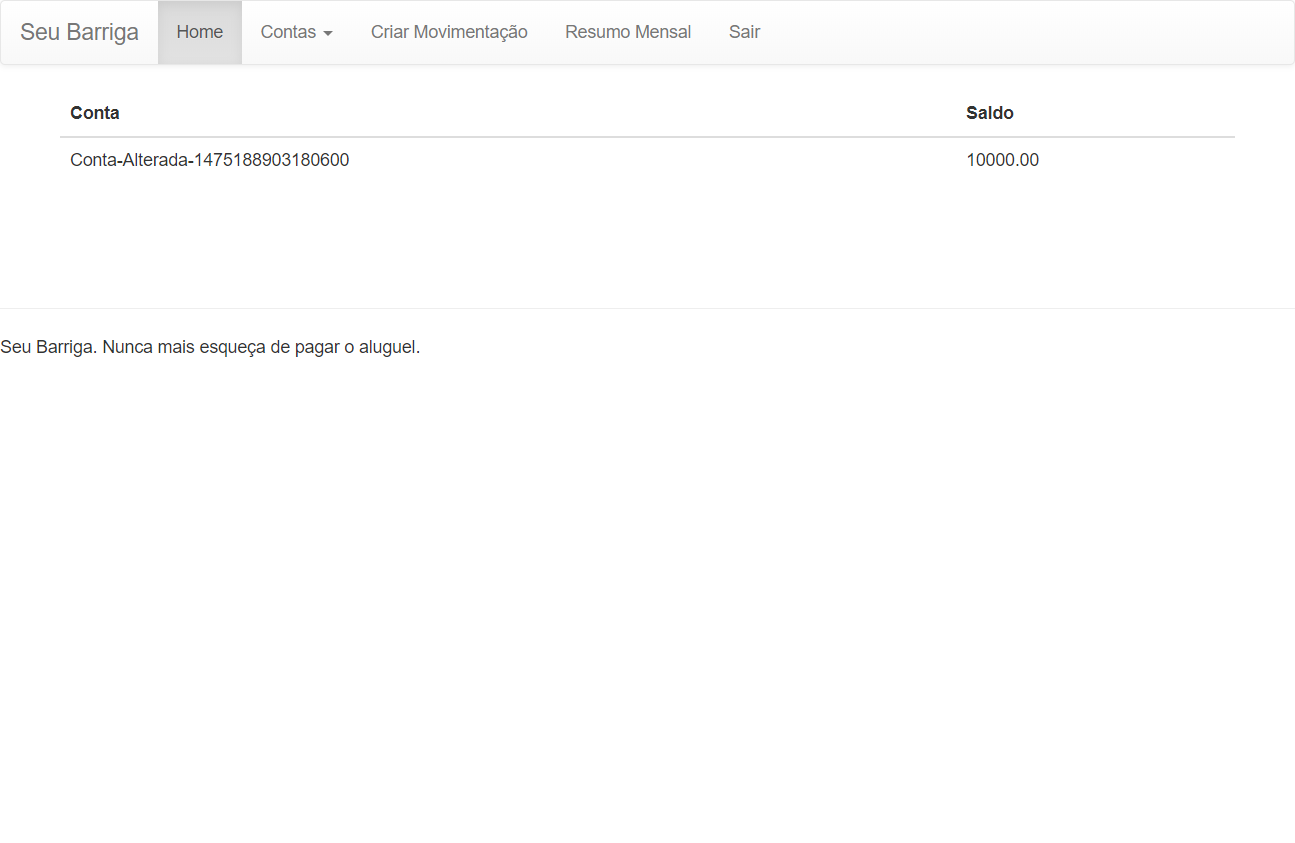 Seu Barriga Home Contas Criar Movimentação Resumo Mensal Sair
Conta Saldo
Conta-Alterada-1475188903180600 10000.00
Seu Barriga. Nunca mais esqueça de pagar o aluguel.